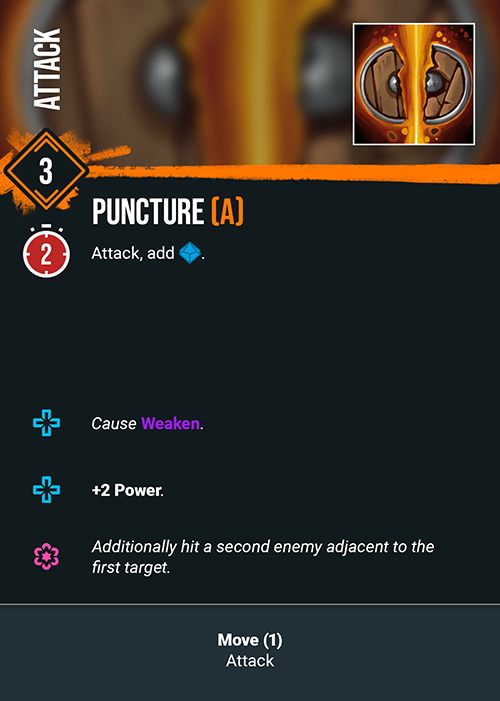 ATTACK
3
PUNCTURE (A)
2
Attack, add .
Cause Weaken.
+2 Power.
Additionally hit a second enemy adjacent to the
first target.
Move (1)
Attack